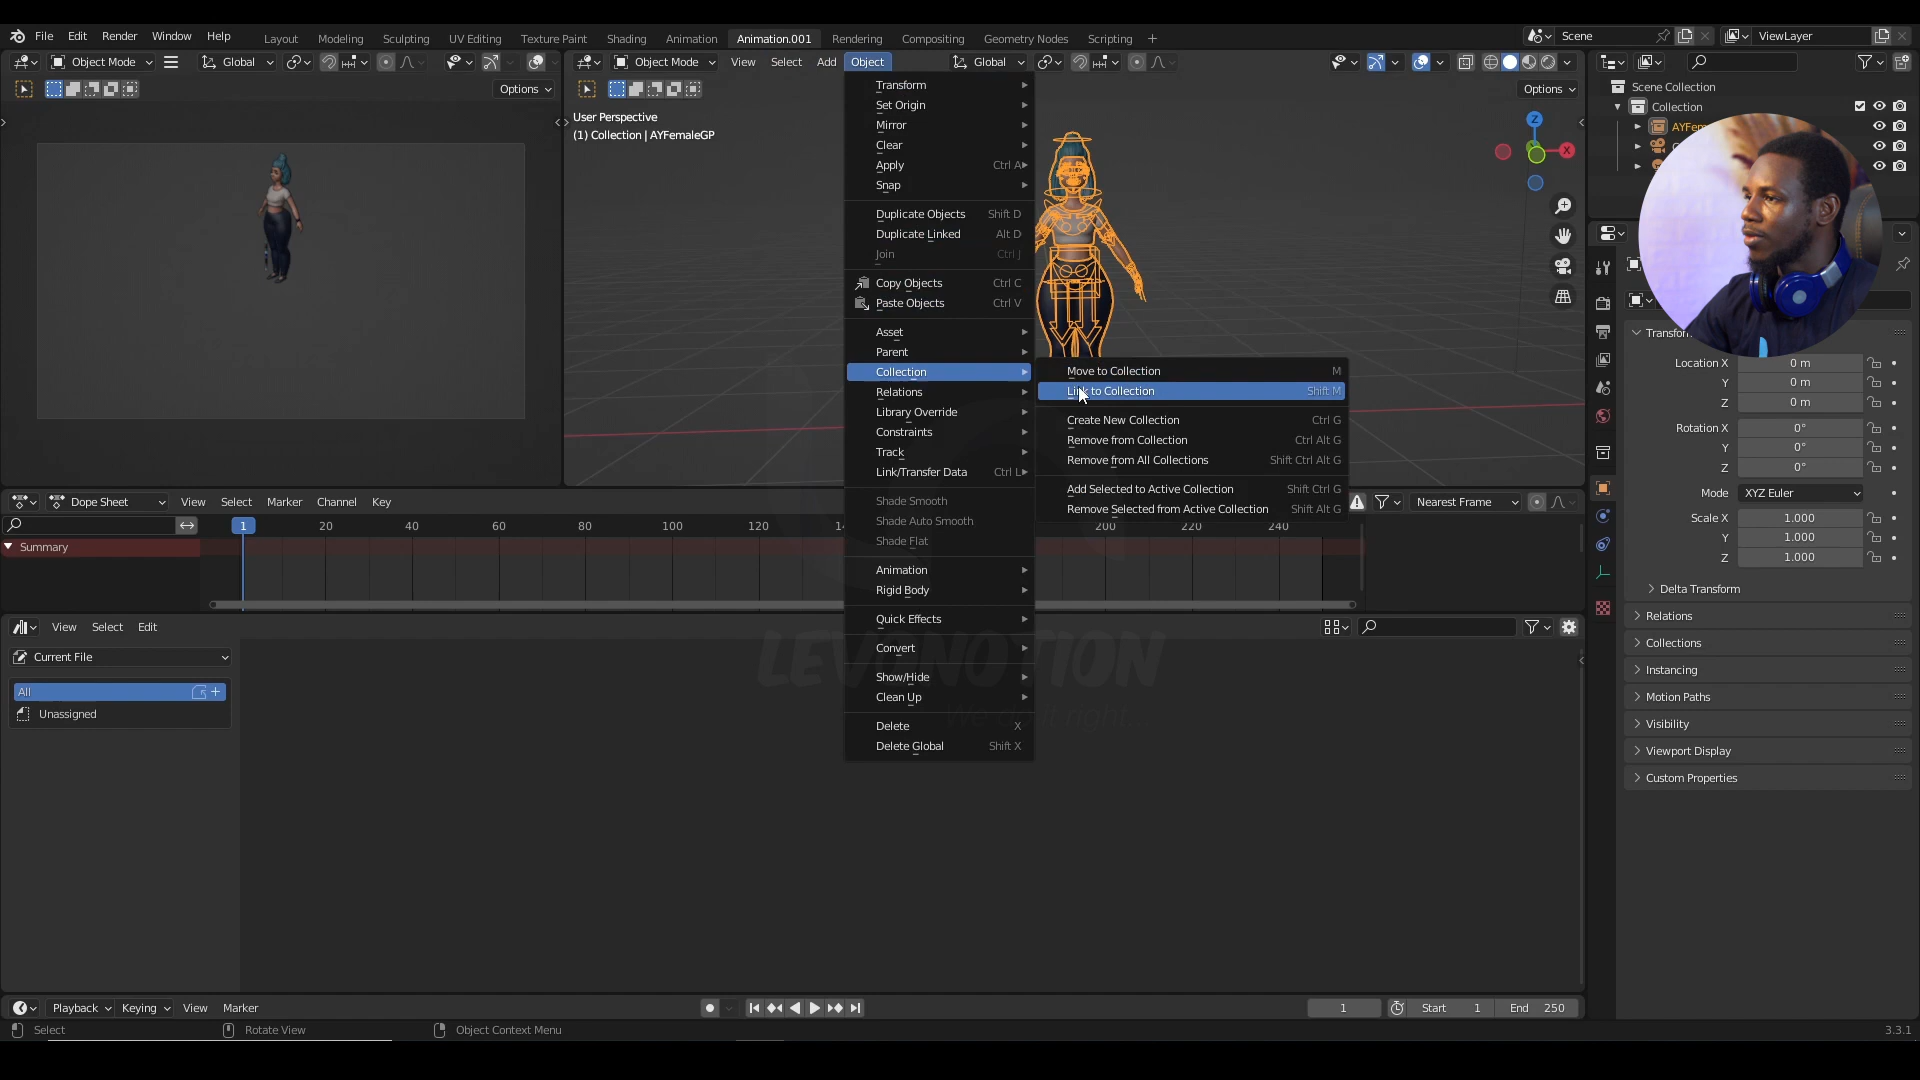 File Edit Render Window Help
Layout Modeling Sculpting UV Editing Texture Paint Shading Animation Animation.001 Rendering Compositing Geometry Nodes Scripting +
Scene
ViewLayer
Object Mode
Global
Options
Object Mode View Select Add Object
Global
Options
User Perspective
(1) Collection | AYFemaleGP
Z
X
Transform
Set Origin
Mirror
Clear
Apply Ctrl A
Snap
Duplicate Objects Shift D
Duplicate Linked Alt D
Join Ctrl J
Copy Objects Ctrl C
Paste Objects Ctrl V
Asset
Parent
Collection
Relations
Library Override
Constraints
Track
Link/Transfer Data Ctrl L
Shade Smooth
Shade Auto Smooth
Shade Flat
Animation
Rigid Body
Quick Effects
Convert
Show/Hide
Clean Up
Delete X
Delete Global Shift X
Move to Collection M
Link to Collection Shift M
Create New Collection Ctrl G
Remove from Collection Ctrl Alt G
Remove from All Collections Shift Ctrl Alt G
Add Selected to Active Collection Shift Ctrl G
Remove Selected from Active Collection Shift Alt G
Scene Collection
Collection
Location X 0 m
Y 0 m
Z 0 m
Rotation X 0°
Y 0°
Z 0°
Mode XYZ Euler
Scale X 1.000
Y 1.000
Z 1.000
Delta Transform
Relations
Collections
Instancing
Motion Paths
Visibility
Viewport Display
Custom Properties
Dope Sheet View Select Marker Channel Key
Nearest Frame
1 20 40 60 80 100 120 200 220 240
Summary
View Select Edit
Current File
All
Unassigned
LEVONOTION
We do it right.
Playback Keying View Marker
1 Start 1 End 250
Select Rotate View Object Context Menu
3.3.1